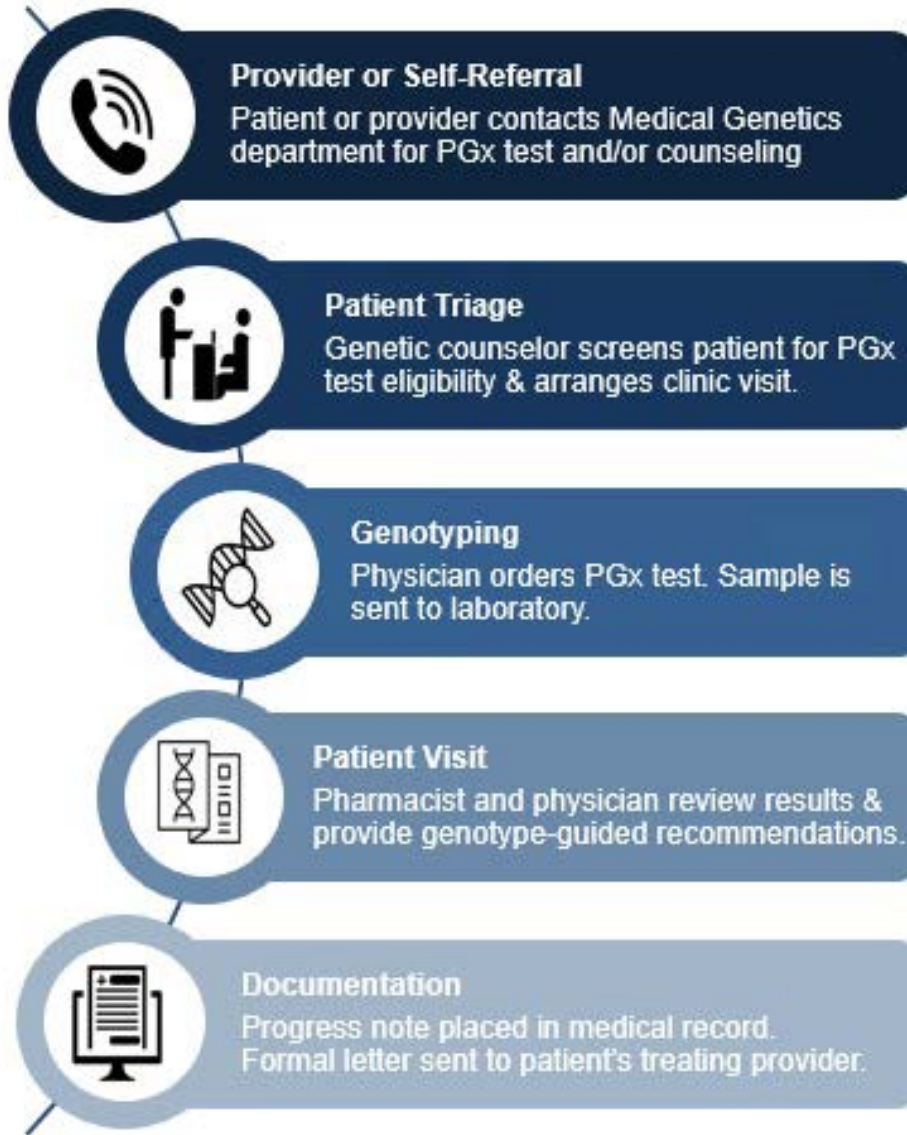 Provider or Self-Referral
Patient or provider contacts Medical Genetics
department for PGx test and/or counseling
Patient Triage
Genetic counselor screens patient for PGx
test eligibility & arranges clinic visit.
Genotyping
Physician orders PGx test. Sample is
sent to laboratory.
Patient Visit
Pharmacist and physician review results &
provide genotype-guided recommendations.
Documentation
Progress note placed in medical record.
Formal letter sent to patient's treating provider.